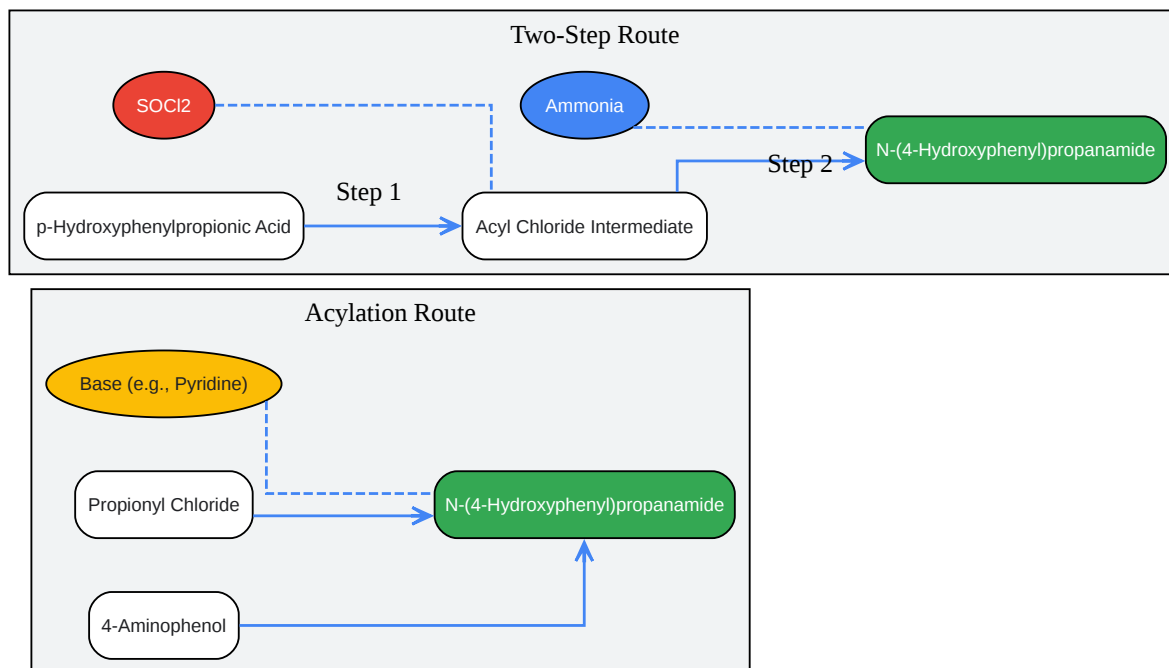 Two-Step Route
SOCl2
Ammonia
N-(4-Hydroxyphenyl)propanamide
Step 2
Step 1
p-Hydroxyphenylpropionic Acid
Acyl Chloride Intermediate
Acylation Route
Base (e.g., Pyridine)
Propionyl Chloride
N-(4-Hydroxyphenyl)propanamide
4-Aminophenol